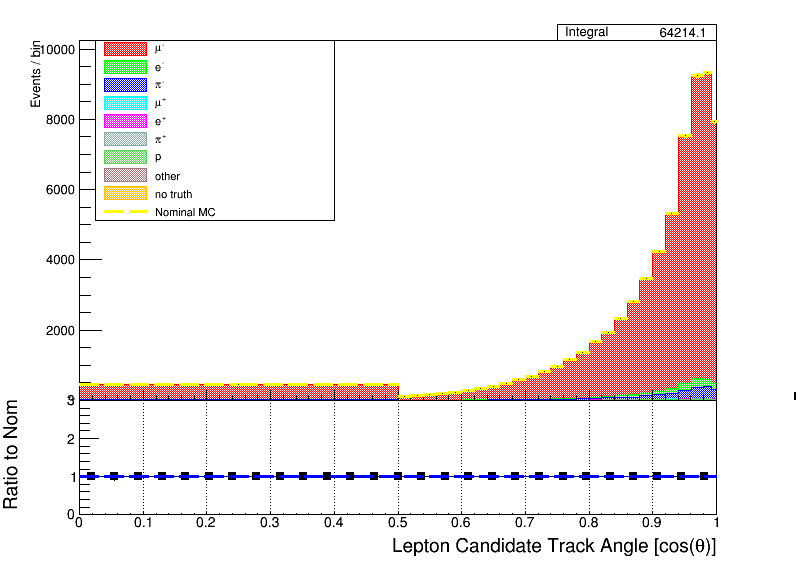 Integral 64214.1
Events / bin
10000
8000
6000
4000
2000
μ-
e-
π-
μ+
e+
π+
p
other
no truth
Nominal MC
Ratio to Nom
3
2
1
0
0 0.1 0.2 0.3 0.4 0.5 0.6 0.7 0.8 0.9 1
Lepton Candidate Track Angle [cos(θ)]